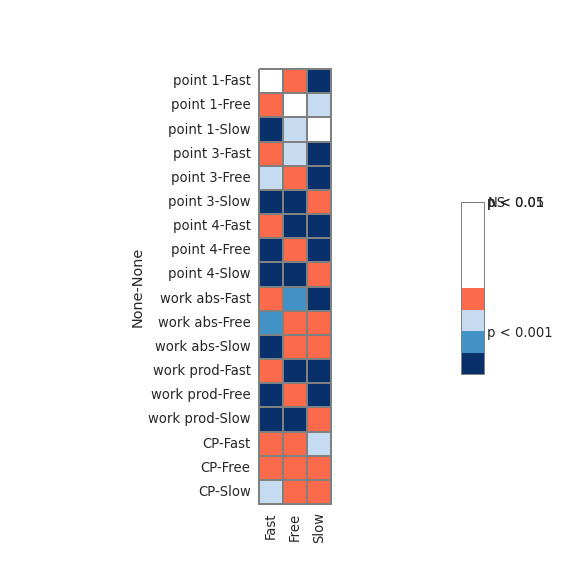 point 1-Fast
point 1-Free
point 1-Slow
point 3-Fast
point 3-Free
point 3-Slow
point 4-Fast
point 4-Free
point 4-Slow
work abs-Fast
work abs-Free
work abs-Slow
work prod-Fast
work prod-Free
work prod-Slow
CP-Fast
CP-Free
CP-Slow
None-None
Fast
Free
Slow
p < 0.001